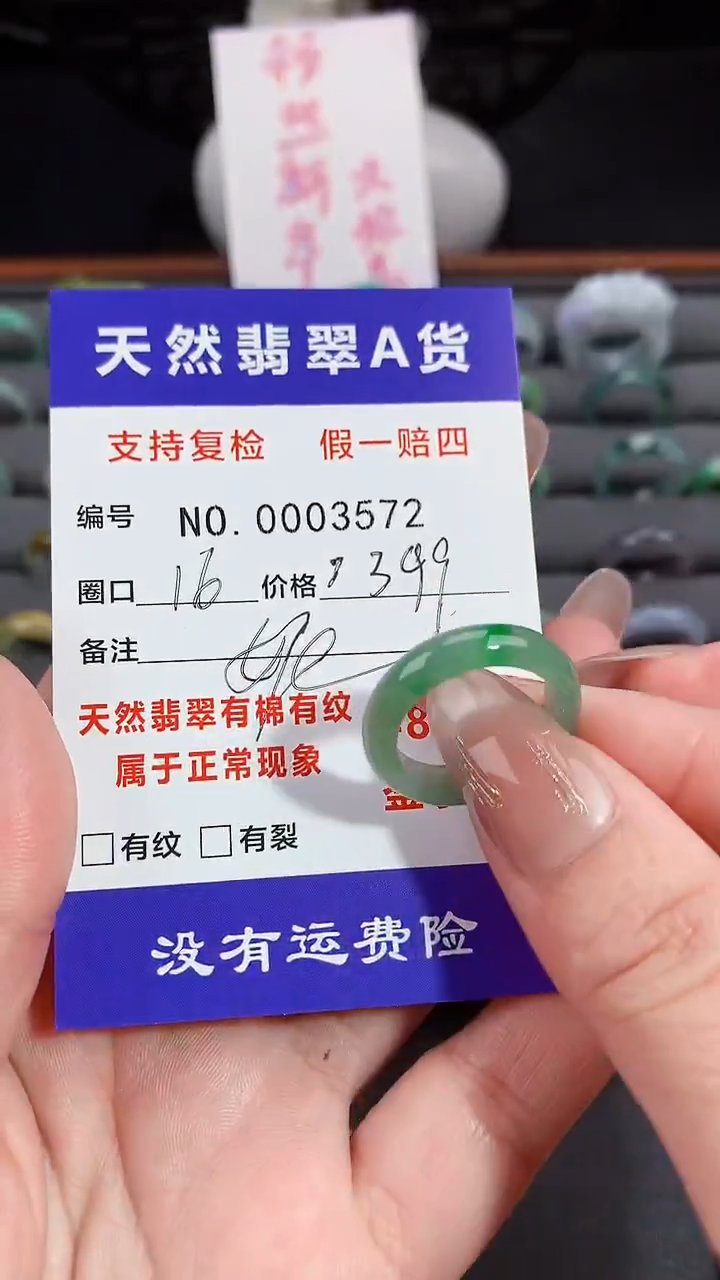 天然翡翠A货
支持复检 假一赔四
编号 NO. 0003572
圈口 16 价格 399
备注
天然翡翠有棉有纹
属于正常现象
8
□有纹 □有裂
没有运费险